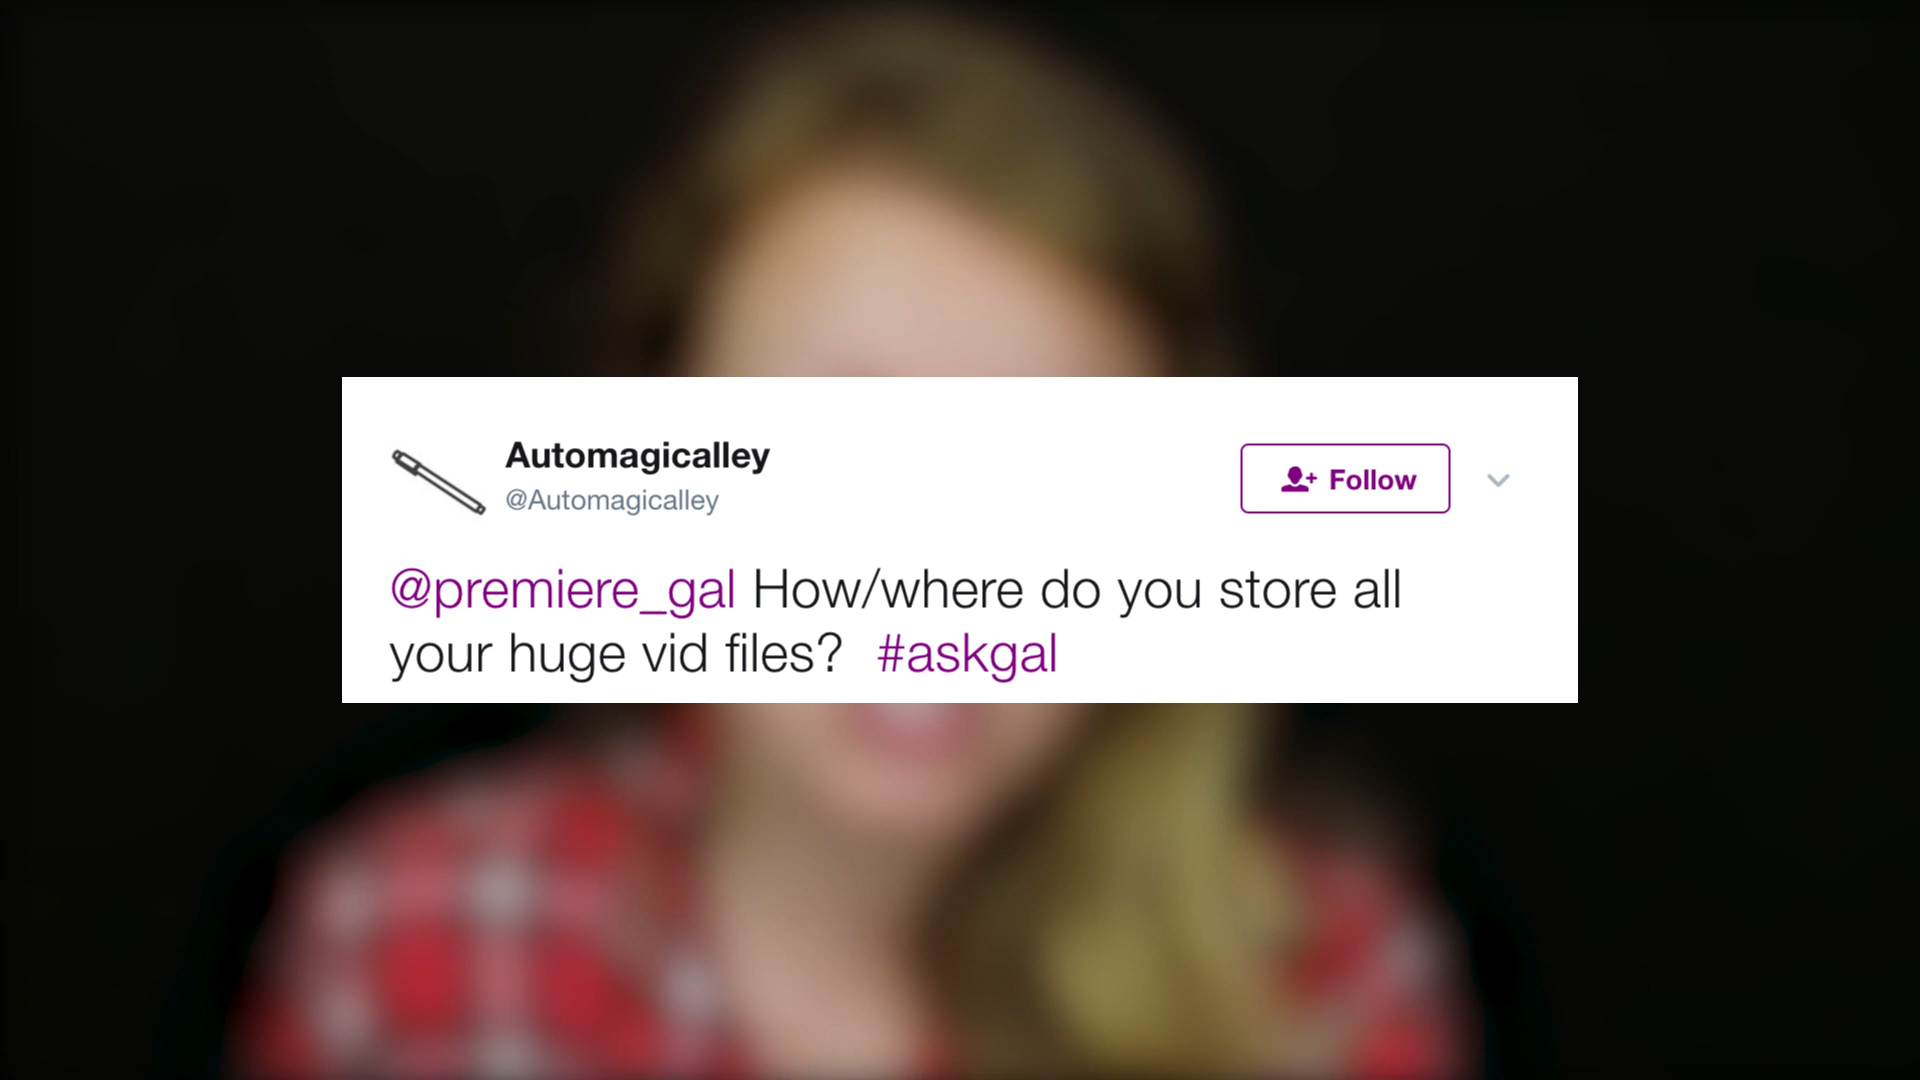 Automagicalley
@Automagicalley
Follow
@premiere_gal How/where do you store all
your huge vid files? #askgal